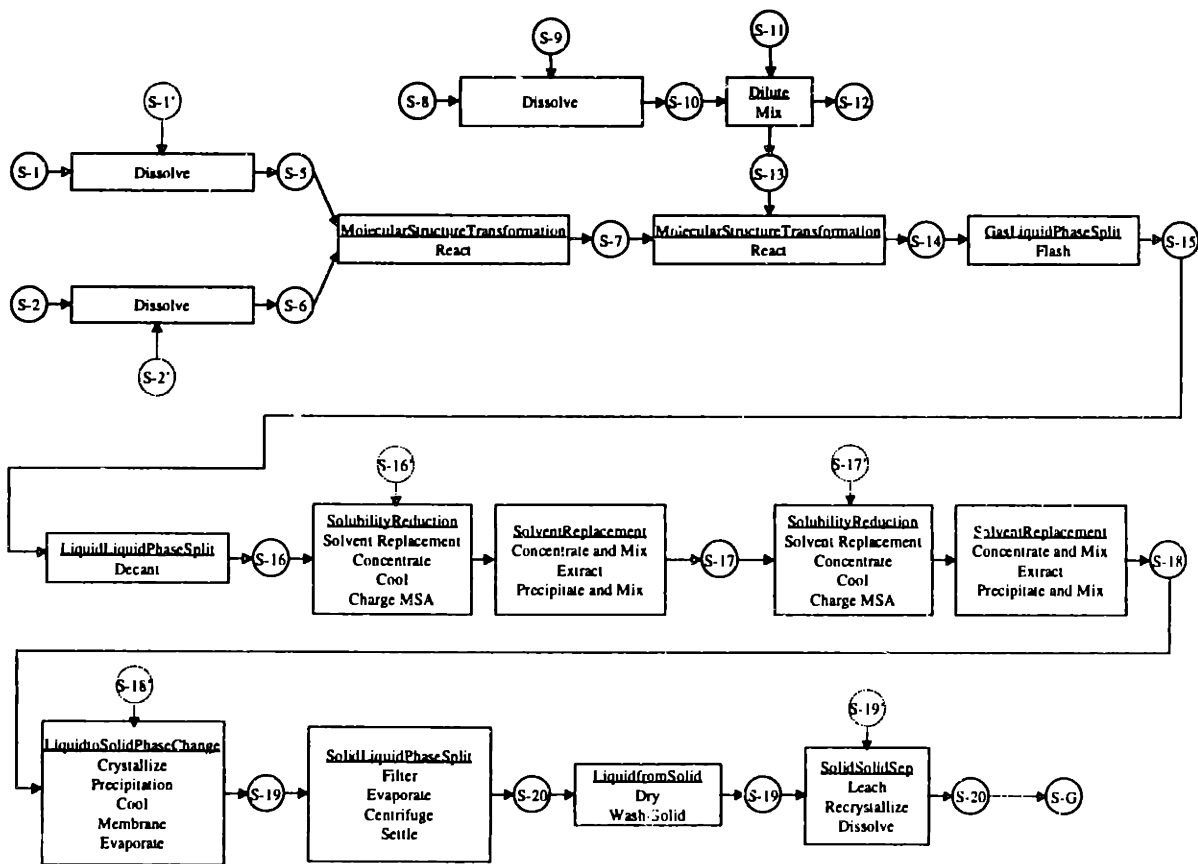 S-9
S-11
S-1'
S-8
Dissolve
S-10
Dilute
Mix
S-12
S-1
Dissolve
S-5
S-13
MolecularStructureTransformation
React
S-7
MolecularStructureTransformation
React
S-14
GasLiquidPhaseSplit
Flash
S-15
S-2
Dissolve
S-6
S-2'
S-16'
S-17'
LiquidLiquidPhaseSplit
Decant
S-16
SolubilityReduction
Solvent Replacement
Concentrate
Cool
Charge MSA
SolventReplacement
Concentrate and Mix
Extract
Precipitate and Mix
S-17
SolubilityReduction
Solvent Replacement
Concentrate
Cool
Charge MSA
SolventReplacement
Concentrate and Mix
Extract
Precipitate and Mix
S-18
S-18'
S-19'
LiquidtoSolidPhaseChange
Crystallize
Precipitation
Cool
Membrane
Evaporate
S-19
SolidLiquidPhaseSplit
Filter
Evaporate
Centrifuge
Settle
S-20
LiquidfromSolid
Dry
Wash-Solid
S-19
SolidSolidSep
Leach
Recrystallize
Dissolve
S-20
S-G